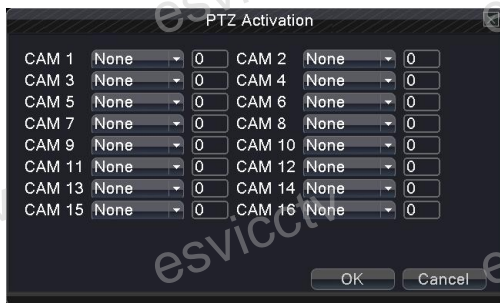 PTZ Activation
CAM 1 None 0 CAM 2 None 0
CAM 3 None 0 CAM 4 None 0
CAM 5 None 0 CAM 6 None 0
CAM 7 None 0 CAM 8 None 0
CAM 9 None 0 CAM 10 None 0
CAM 11 None 0 CAM 12 None 0
CAM 13 None 0 CAM 14 None 0
CAM 15 None 0 CAM 16 None 0
esvicctv
OK Cancel